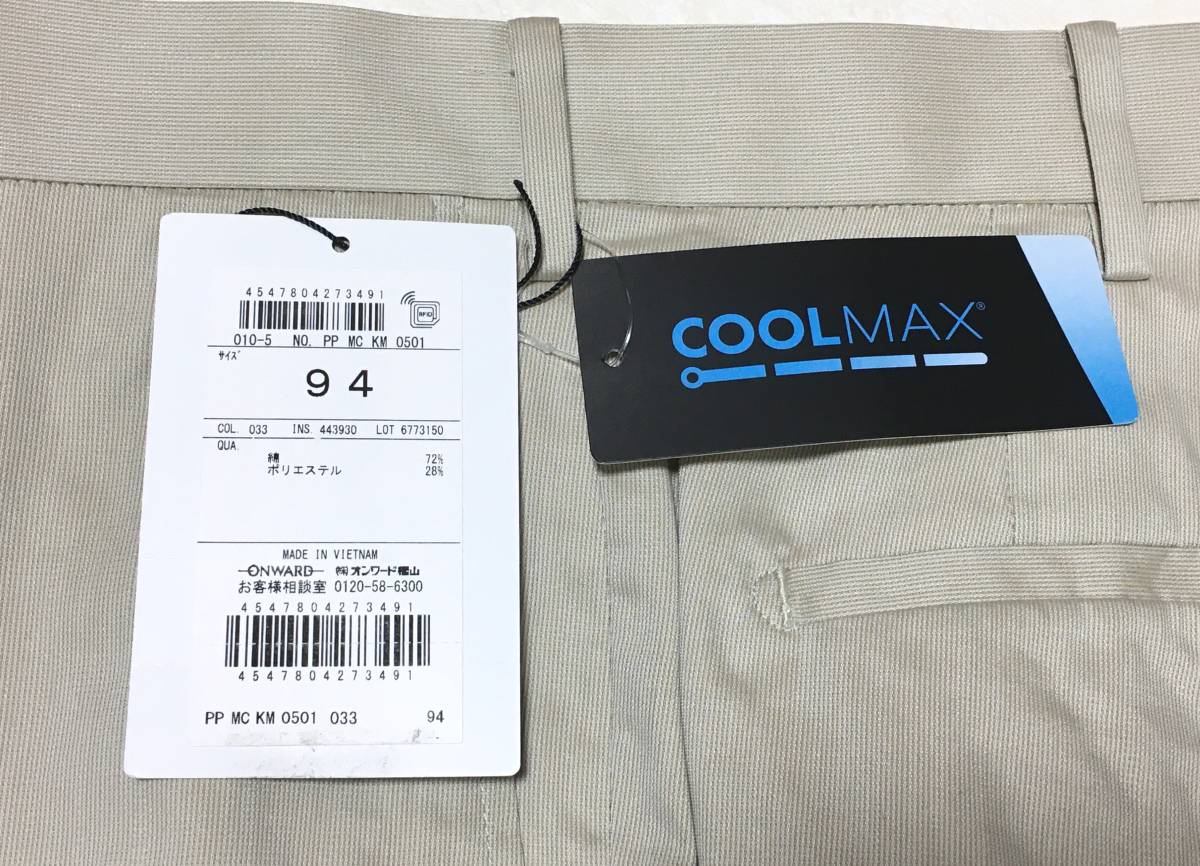 4547804273491
RFID
010-5 NO. PP MC KM 0501
ｻｲｽﾞ
94
COL. 033 INS. 443930 LOT 6773150
QUA.
綿 72%
ポリエステル 28%
MADE IN VIETNAM
ONWARD ㈱オンワード樫山
お客様相談室 0120-58-6300
4547804273491
4547804273491
PP MC KM 0501 033 94
COOLMAX®